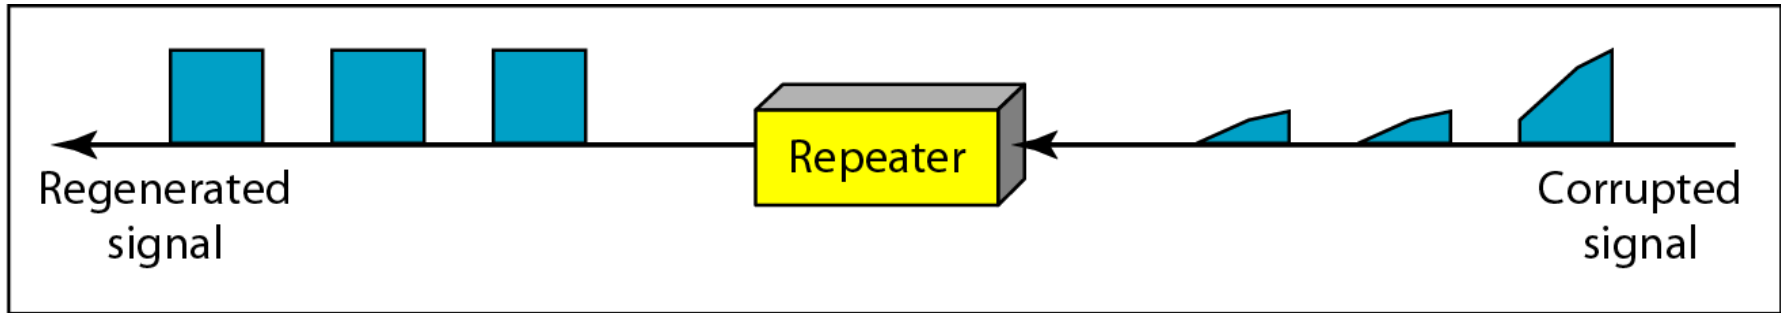 Repeater
Regenerated
signal
Corrupted
signal